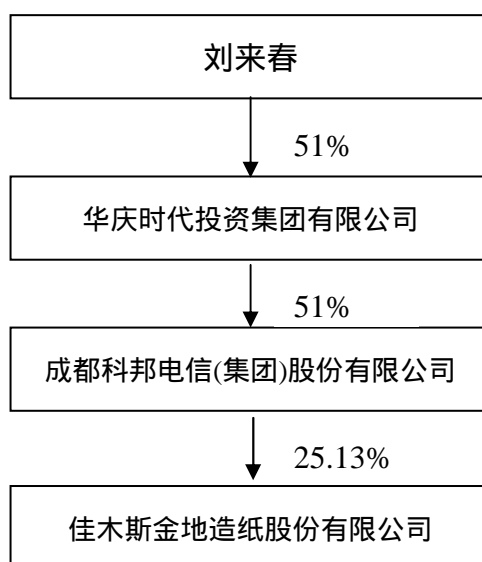 刘来春
51%
华庆时代投资集团有限公司
51%
成都科邦电信(集团)股份有限公司
25.13%
佳木斯金地造纸股份有限公司